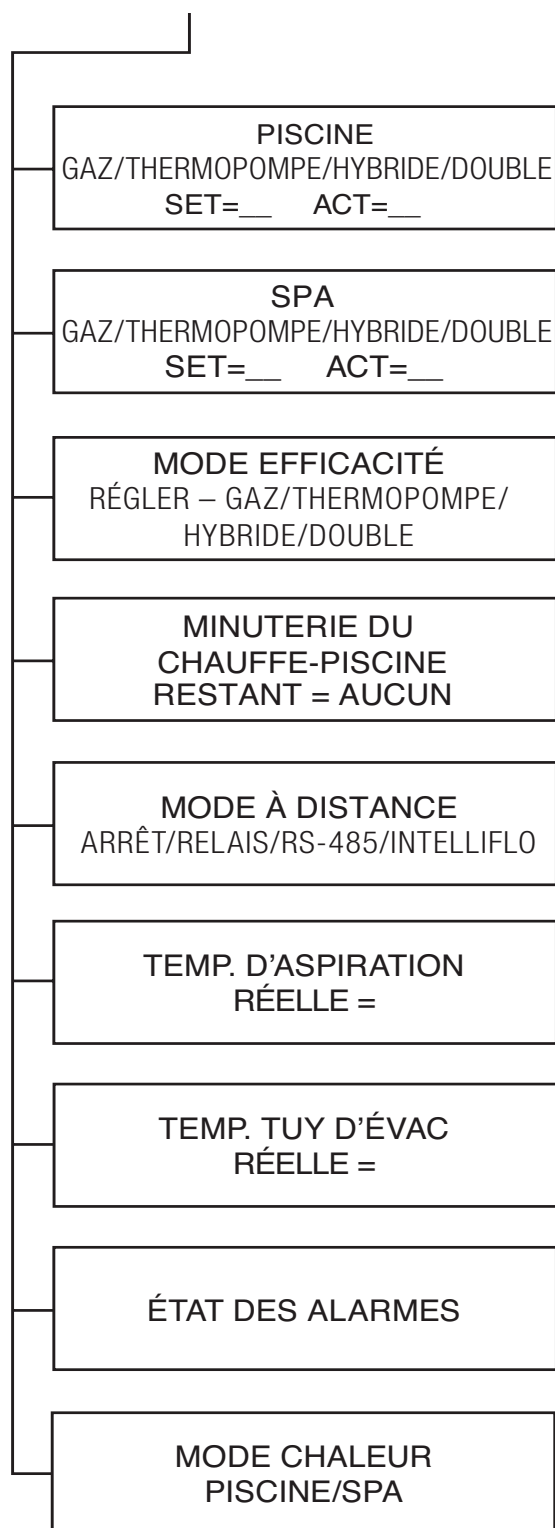 PISCINE
GAZ/THERMOPOMPE/HYBRIDE/DOUBLE
SET=__ ACT=__
SPA
GAZ/THERMOPOMPE/HYBRIDE/DOUBLE
SET=__ ACT=__
MODE EFFICACITÉ
RÉGLER – GAZ/THERMOPOMPE/
HYBRIDE/DOUBLE
MINUTERIE DU
CHAUFFE-PISCINE
RESTANT = AUCUN
MODE À DISTANCE
ARRÊT/RELAIS/RS-485/INTELLIFLO
TEMP. D’ASPIRATION
RÉELLE =
TEMP. TUY D’ÉVAC
RÉELLE =
ÉTAT DES ALARMES
MODE CHALEUR
PISCINE/SPA